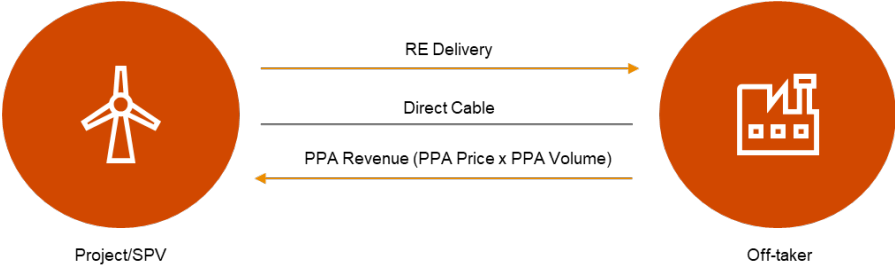 RE Delivery
Direct Cable
PPA Revenue (PPA Price x PPA Volume)
Project/SPV
Off-taker